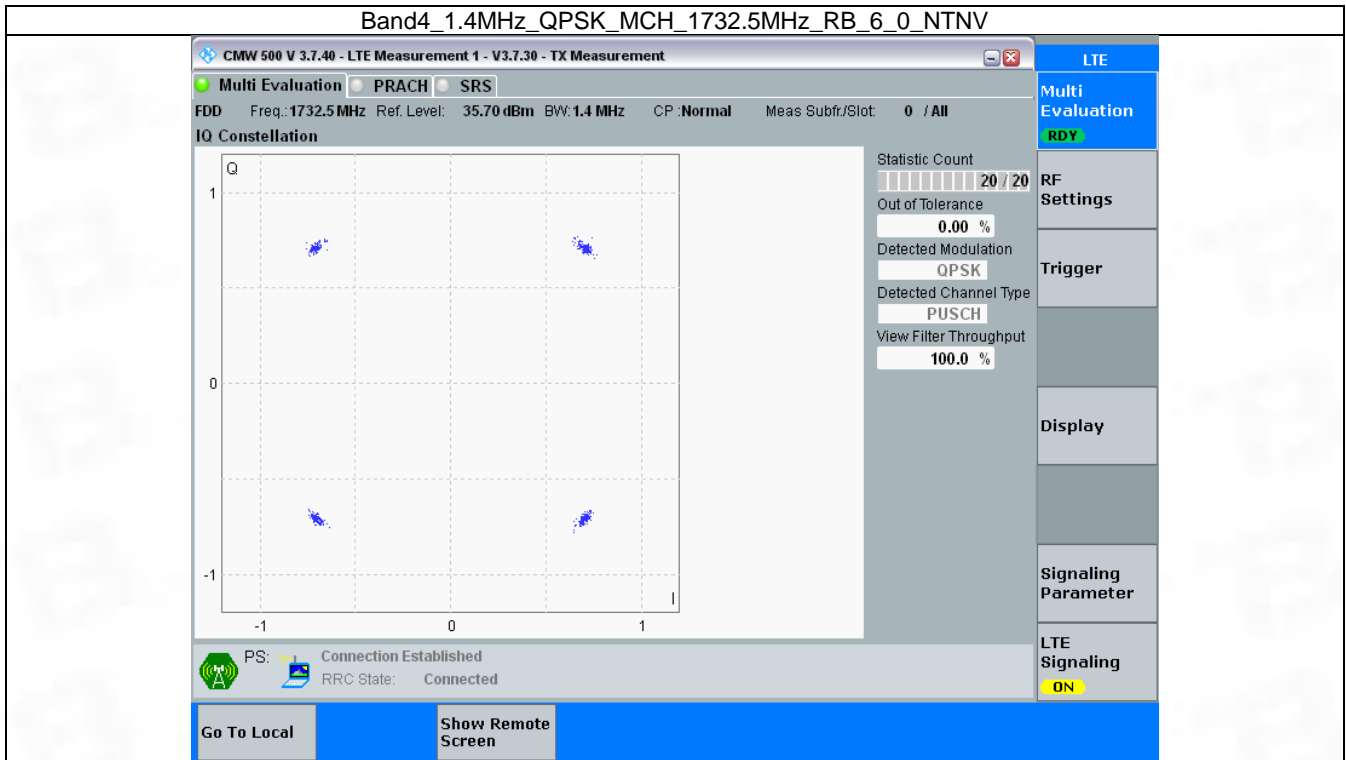 Band4_1.4MHz_QPSK_MCH_1732.5MHz_RB_6_0_NTNV
CMW 500 V 3.7.40 - LTE Measurement 1 - V3.7.30 - TX Measurement
LTE
Multi Evaluation PRACH SRS
FDD Freq.:1732.5 MHz Ref. Level: 35.70 dBm BW:1.4 MHz CP :Normal Meas Subfr./Slot: 0 / All
IQ Constellation
Q
1
0
-1
I
-1 0 1
Statistic Count
20 / 20
Out of Tolerance
0.00 %
Detected Modulation
QPSK
Detected Channel Type
PUSCH
View Filter Throughput
100.0 %
Multi
Evaluation
RDY
RF
Settings
Trigger
Display
Signaling
Parameter
LTE
Signaling
ON
PS: Connection Established
RRC State: Connected
Go To Local
Show Remote
Screen